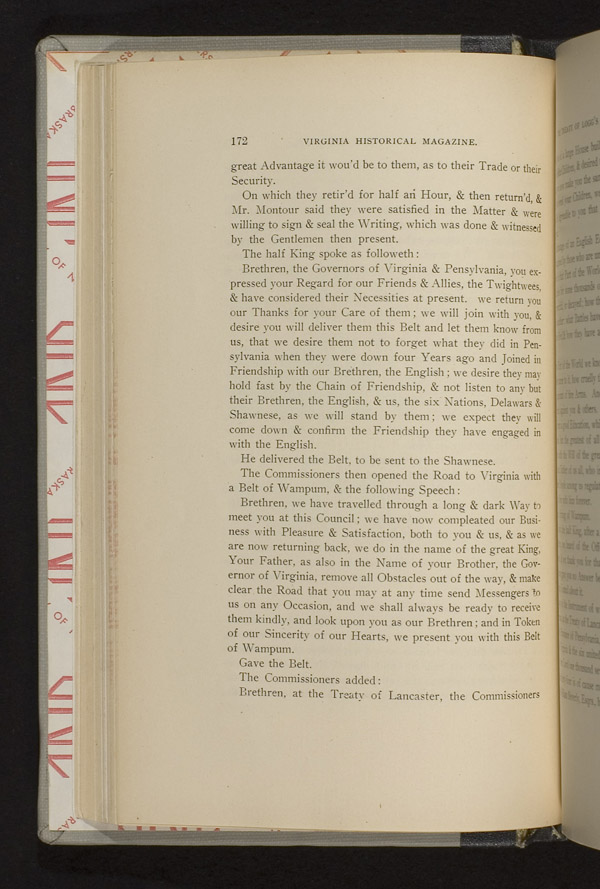 172 VIRGINIA HISTORICAL MAGAZINE.
great Advantage it wou'd be to them, as to their Trade or their
Security.
On which they retir'd for half an Hour, & then return'd, &
Mr. Montour said they were satisfied in the Matter & were
willing to sign & seal the Writing, which was done & witnessed
by the Gentlemen then present.
The half King spoke as followeth :
Brethren, the Governors of Virginia & Pensylvania, you ex-
pressed your Regard for our Friends & Allies, the Twightwees,
& have considered their Necessities at present. we return you
our Thanks for your Care of them ; we will join with you, &
desire you will deliver them this Belt and let them know from
us, that we desire them not to forget what they did in Pen-
sylvania when they were down four Years ago and Joined in
Friendship with our Brethren, the English ; we desire they may
hold fast by the Chain of Friendship, & not listen to any but
their Brethren, the English, & us, the six Nations, Delawars &
Shawnese, as we will stand by them ; we expect they will
come down & confirm the Friendship they have engaged in
with the English.
He delivered the Belt, to be sent to the Shawnese.
The Commissioners then opened the Road to Virginia with
a Belt of Wampum, & the following Speech :
Brethren, we have travelled through a long & dark Way to
meet you at this Council ; we have now compleated our Busi-
ness with Pleasure & Satisfaction, both to you & us, & as we
are now returning back, we do in the name of the great King,
Your Father, as also in the Name of your Brother, the Gov-
ernor of Virginia, remove all Obstacles out of the way, & make
clear the Road that you may at any time send Messengers to
us on any Occasion, and we shall always be ready to receive
them kindly, and look upon you as our Brethren ; and in Token
of our Sincerity of our Hearts, we present you with this Belt
of Wampum.
Gave the Belt.
The Commissioners added :
Brethren, at the Treaty of Lancaster, the Commissioners